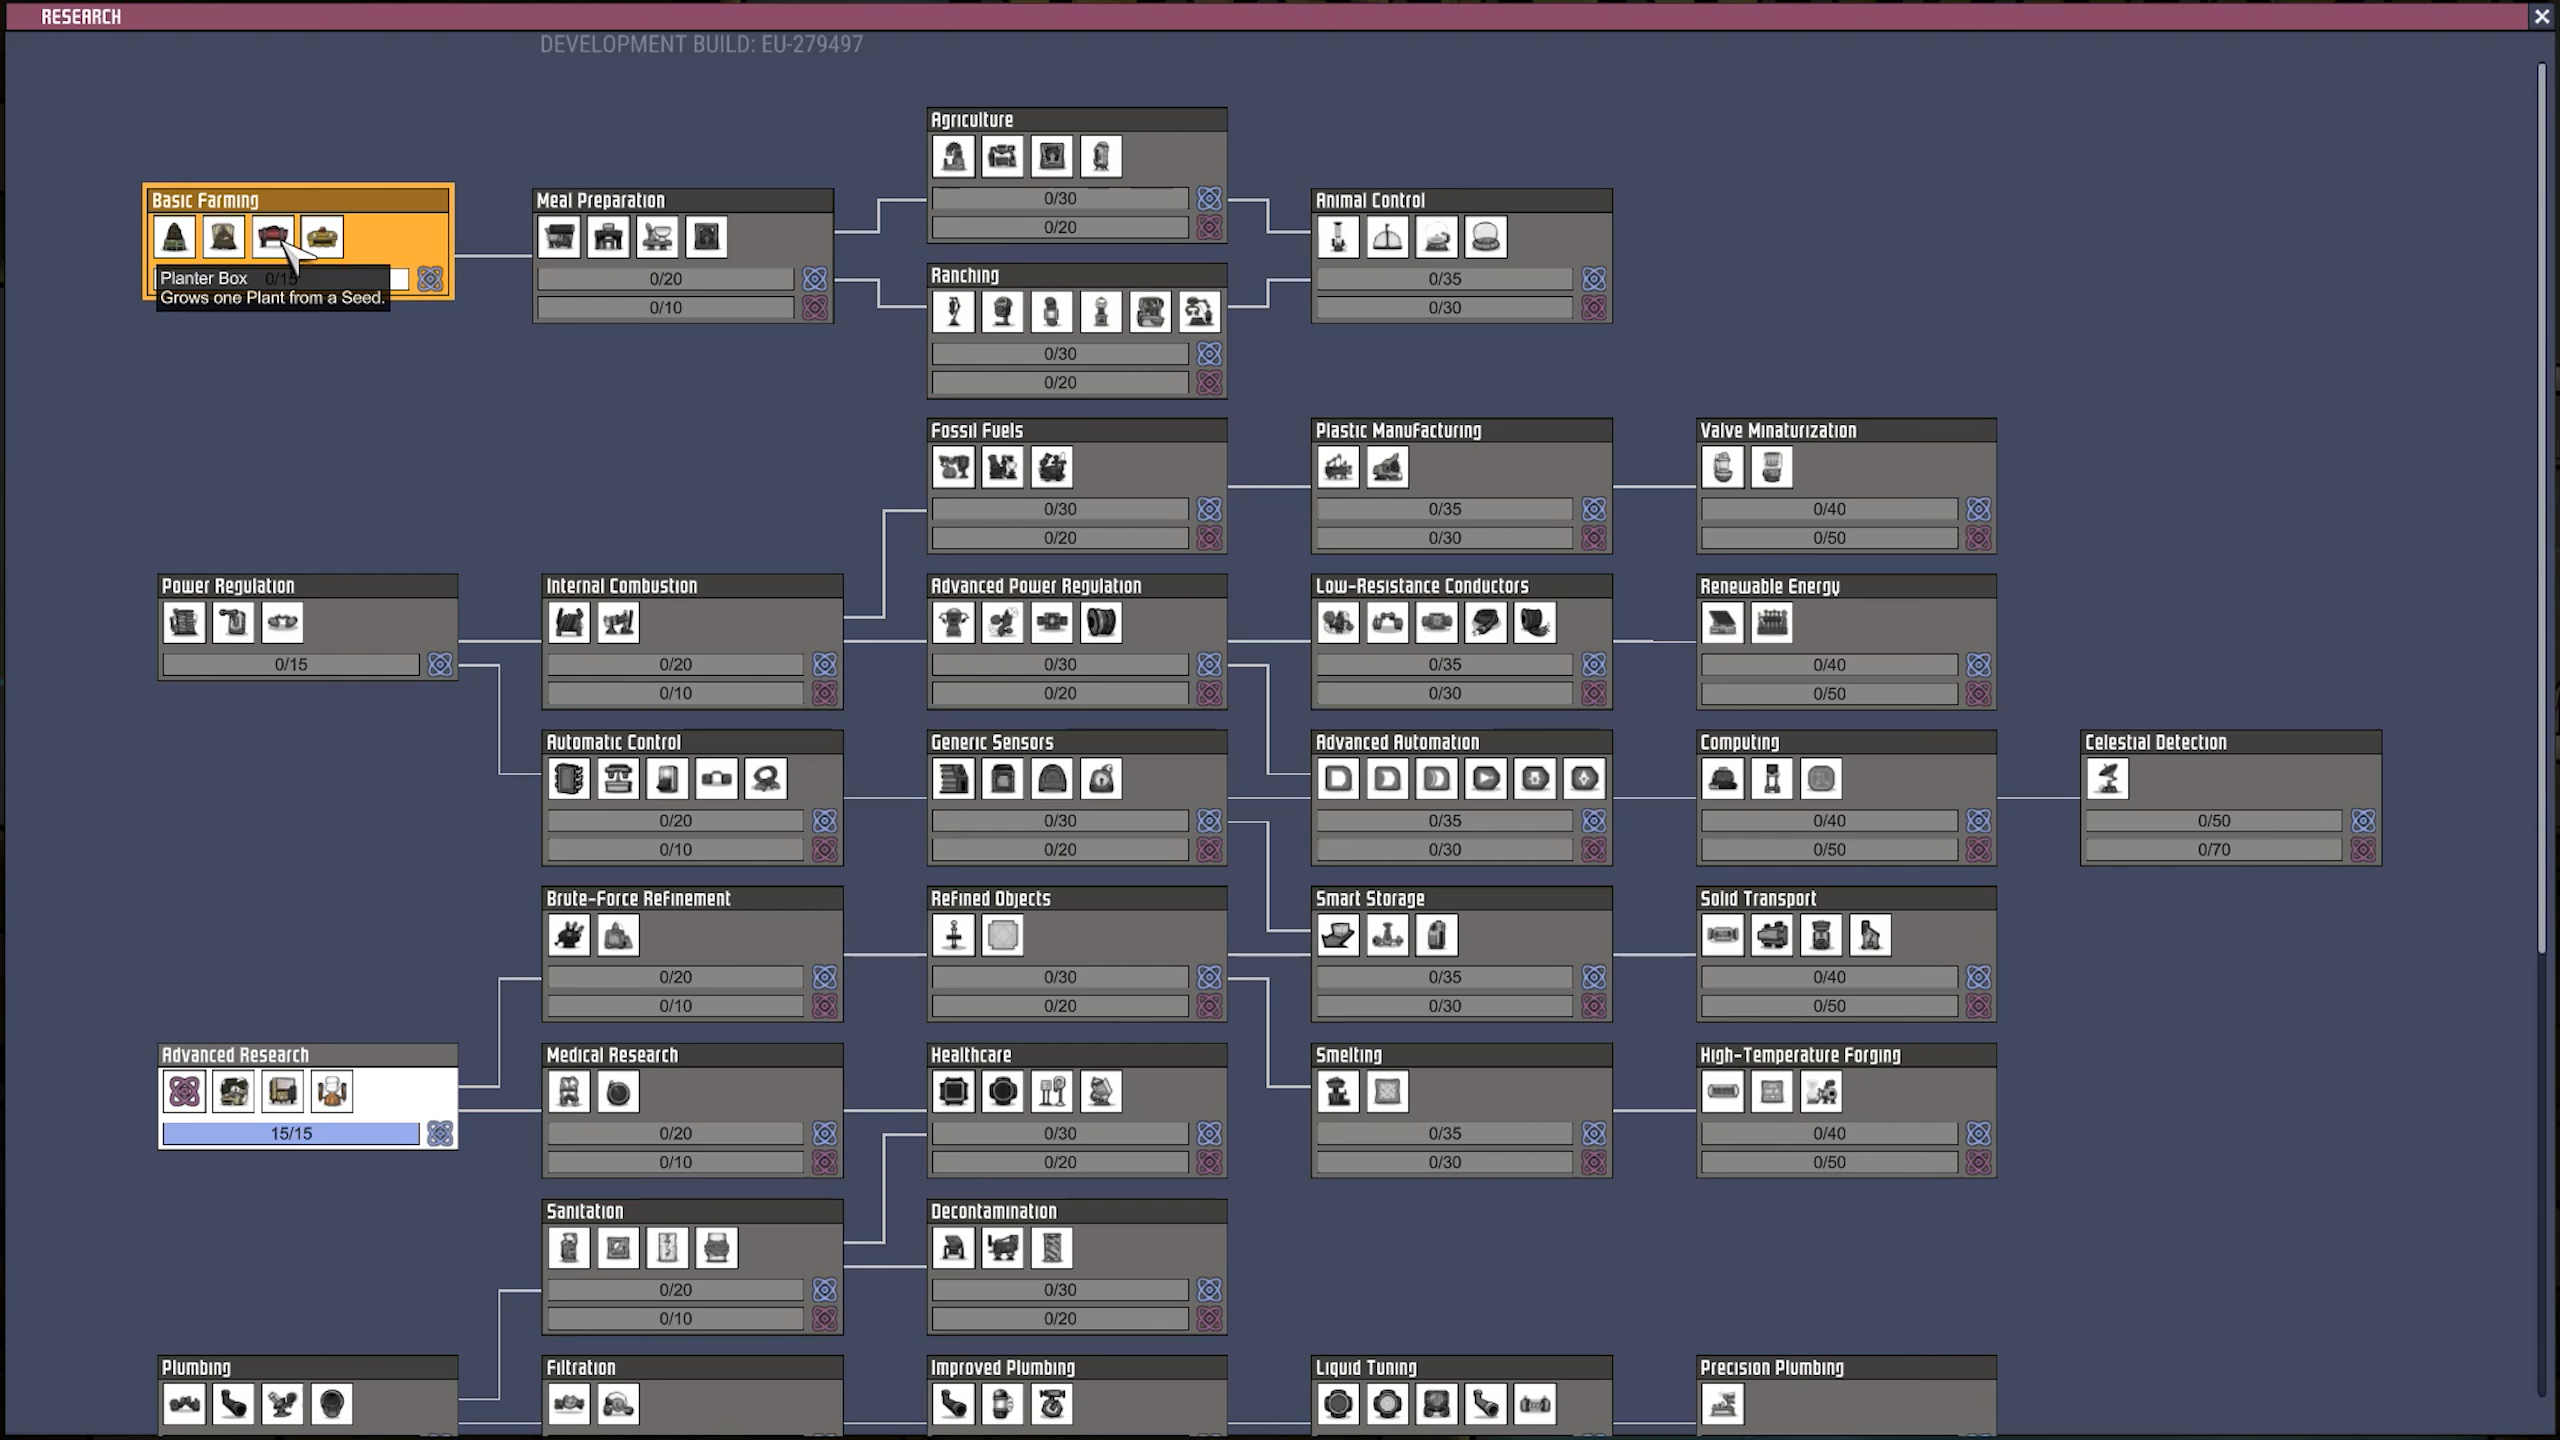 RESEARCH
DEVELOPMENT BUILD: EU-279497
Agriculture
0/30
0/20
Basic Farming
0/15
Planter Box
Grows one Plant from a Seed.
Meal Preparation
0/20
0/10
Ranching
0/30
0/20
Animal Control
0/35
0/30
Fossil Fuels
0/30
0/20
Plastic Manufacturing
0/35
0/30
Valve Minaturization
0/40
0/50
Power Regulation
0/15
Internal Combustion
0/20
0/10
Advanced Power Regulation
0/30
0/20
Low-Resistance Conductors
0/35
0/30
Renewable Energy
0/40
0/50
Automatic Control
0/20
0/10
Generic Sensors
0/30
0/20
Advanced Automation
0/35
0/30
Computing
0/40
0/50
Celestial Detection
0/50
0/70
Brute-Force Refinement
0/20
0/10
Refined Objects
0/30
0/20
Smart Storage
0/35
0/30
Solid Transport
0/40
0/50
Advanced Research
15/15
Medical Research
0/20
0/10
Healthcare
0/30
0/20
Smelting
0/35
0/30
High-Temperature Forging
0/40
0/50
Sanitation
0/20
0/10
Decontamination
0/30
0/20
Plumbing
Filtration
Improved Plumbing
Liquid Tuning
Precision Plumbing